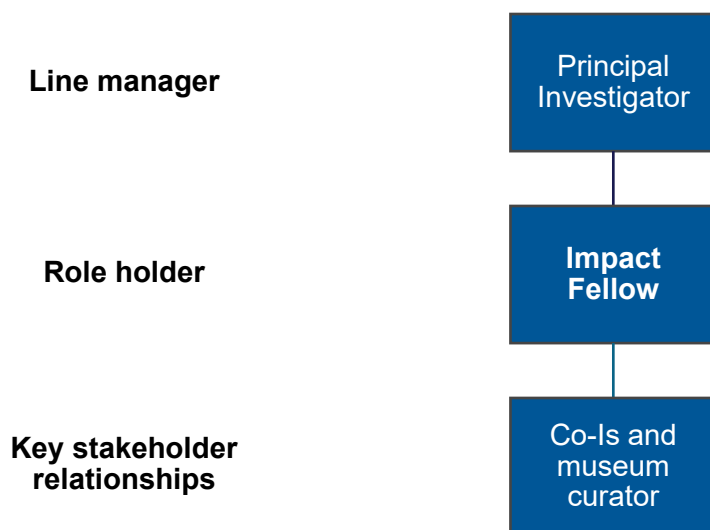 Line manager
Principal
Investigator
Role holder
Impact
Fellow
Key stakeholder
relationships
Co-Is and
museum
curator